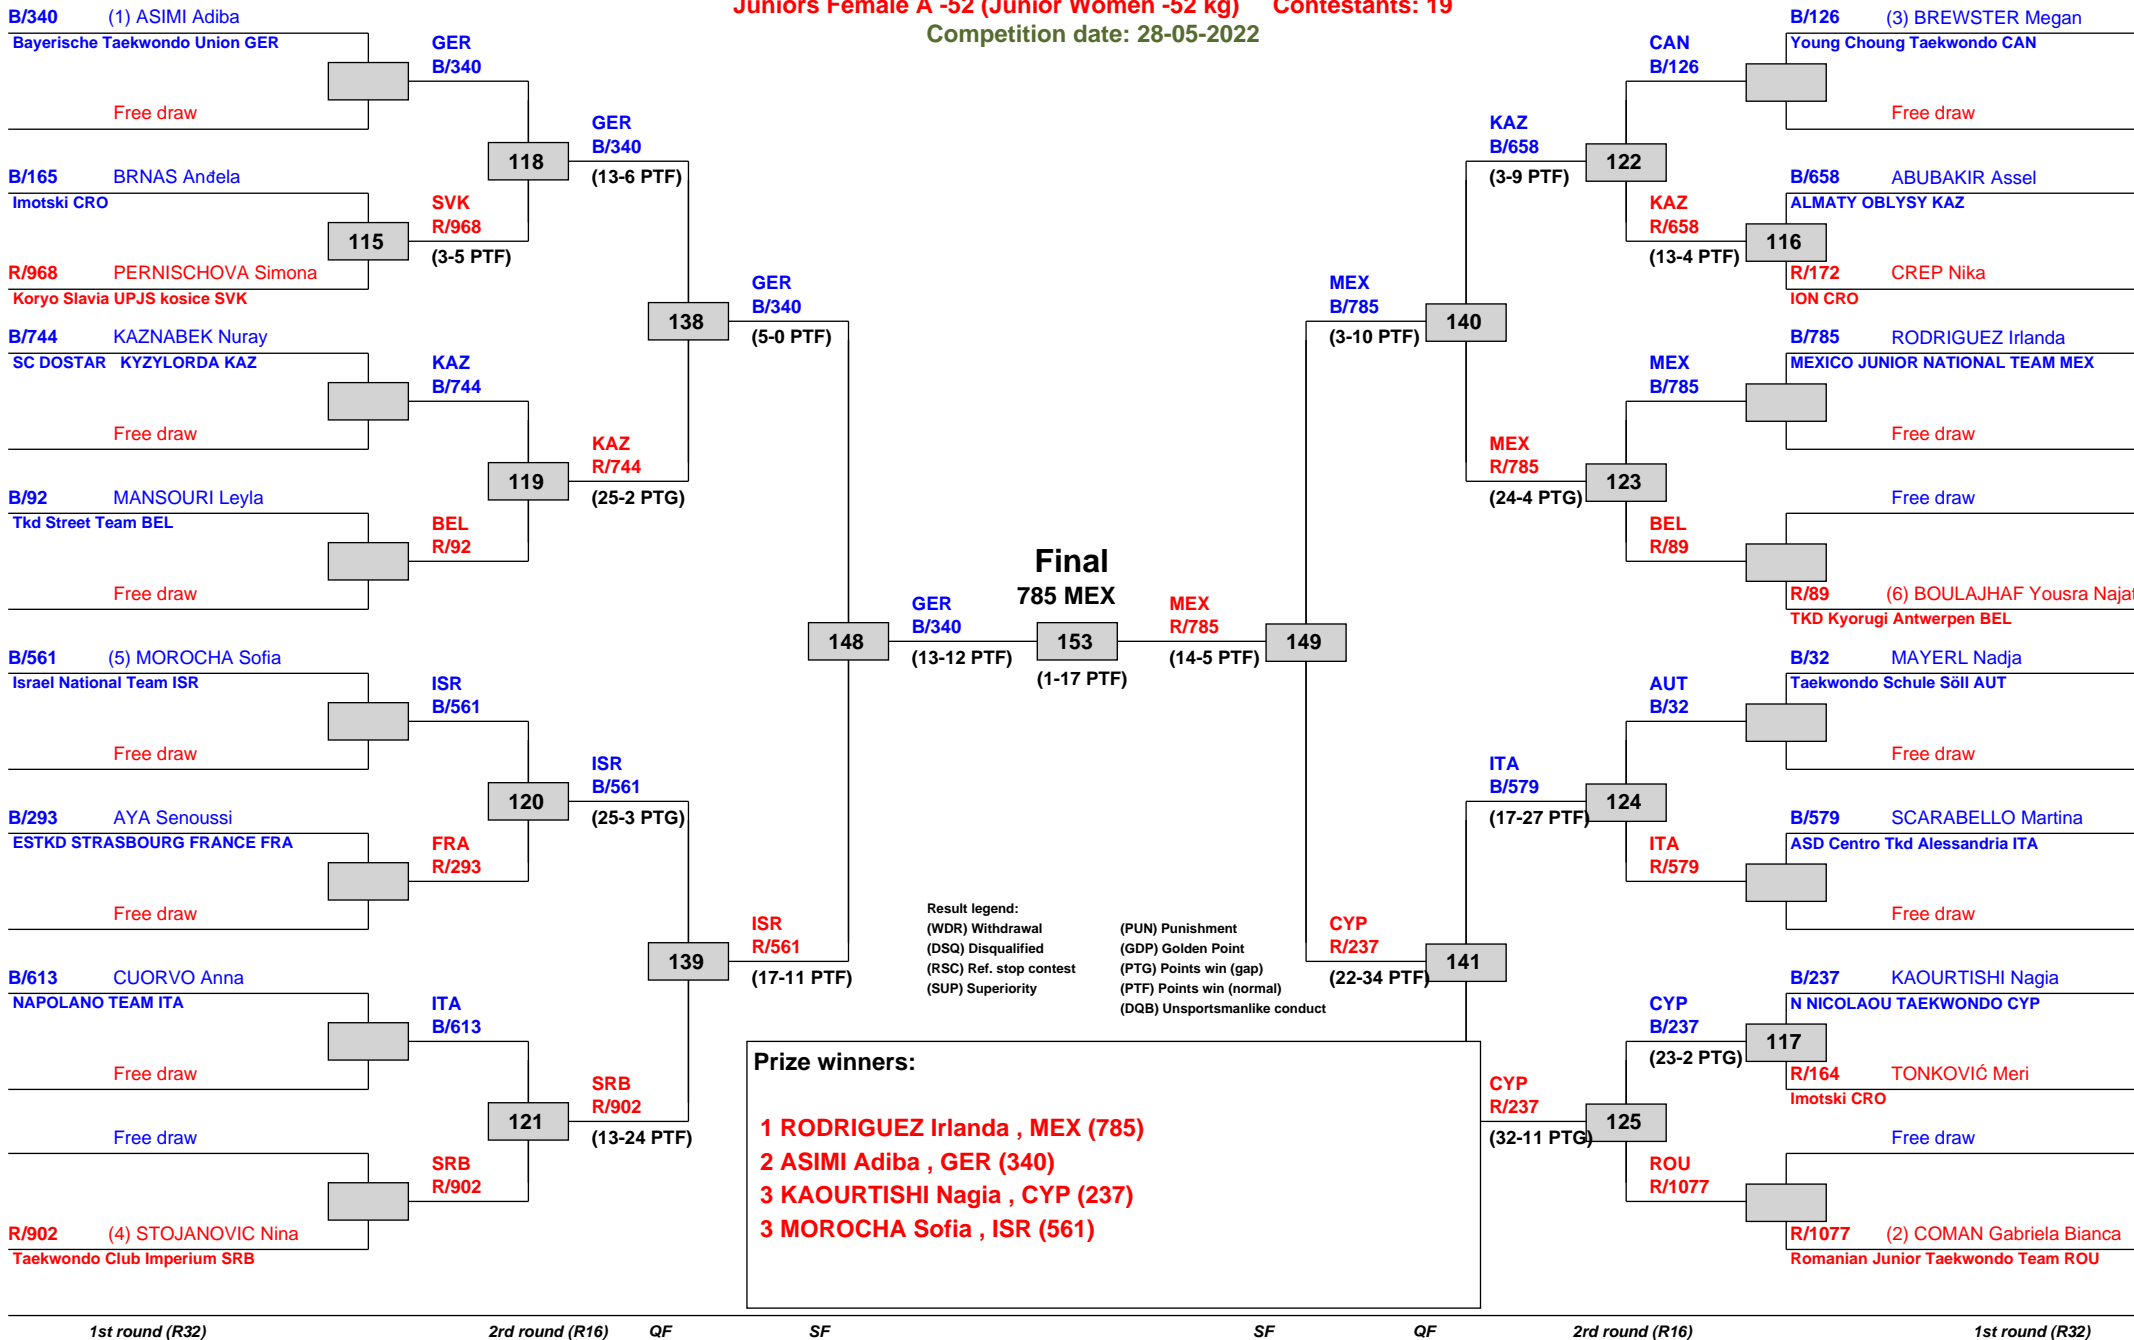 Juniors Female A -52 (Junior Women -52 kg) Contestants: 19
Competition date: 28-05-2022
B/340 (1) ASIMI Adiba
Bayerische Taekwondo Union GER
Free draw
B/165 BRNAS Anđela
Imotski CRO
R/968 PERNISCHOVA Simona
Koryo Slavia UPJS kosice SVK
B/744 KAZNABEK Nuray
SC DOSTAR KYZYLORDA KAZ
Free draw
B/92 MANSOURI Leyla
Tkd Street Team BEL
Free draw
B/561 (5) MOROCHA Sofia
Israel National Team ISR
Free draw
B/293 AYA Senoussi
ESTKD STRASBOURG FRANCE FRA
Free draw
B/613 CUORVO Anna
NAPOLANO TEAM ITA
Free draw
Free draw
R/902 (4) STOJANOVIC Nina
Taekwondo Club Imperium SRB
GER
B/340
115
SVK
R/968
(3-5 PTF)
KAZ
B/744
BEL
R/92
ISR
B/561
FRA
R/293
ITA
B/613
SRB
R/902
118
GER
B/340
(13-6 PTF)
119
KAZ
R/744
(25-2 PTG)
120
ISR
B/561
(25-3 PTG)
121
SRB
R/902
(13-24 PTF)
138
GER
B/340
(5-0 PTF)
139
ISR
R/561
(17-11 PTF)
148
GER
B/340
(13-12 PTF)
Final
785 MEX
153
(1-17 PTF)
MEX
R/785
(14-5 PTF)
149
MEX
B/785
(3-10 PTF)
140
CYP
R/237
(22-34 PTF)
141
KAZ
B/658
(3-9 PTF)
122
MEX
R/785
(24-4 PTG)
123
ITA
B/579
(17-27 PTF)
124
CYP
R/237
(32-11 PTG)
125
CAN
B/126
KAZ
R/658
(13-4 PTF)
116
MEX
B/785
BEL
R/89
AUT
B/32
ITA
R/579
CYP
B/237
(23-2 PTG)
117
ROU
R/1077
B/126 (3) BREWSTER Megan
Young Choung Taekwondo CAN
Free draw
B/658 ABUBAKIR Assel
ALMATY OBLYSY KAZ
R/172 CREP Nika
ION CRO
B/785 RODRIGUEZ Irlanda
MEXICO JUNIOR NATIONAL TEAM MEX
Free draw
Free draw
R/89 (6) BOULAJHAF Yousra Najat
TKD Kyorugi Antwerpen BEL
B/32 MAYERL Nadja
Taekwondo Schule Söll AUT
Free draw
B/579 SCARABELLO Martina
ASD Centro Tkd Alessandria ITA
Free draw
B/237 KAOURTISHI Nagia
N NICOLAOU TAEKWONDO CYP
R/164 TONKOVIĆ Meri
Imotski CRO
Free draw
R/1077 (2) COMAN Gabriela Bianca
Romanian Junior Taekwondo Team ROU
Result legend:
(WDR) Withdrawal
(DSQ) Disqualified
(RSC) Ref. stop contest
(SUP) Superiority
(PUN) Punishment
(GDP) Golden Point
(PTG) Points win (gap)
(PTF) Points win (normal)
(DQB) Unsportsmanlike conduct
Prize winners:
1 RODRIGUEZ Irlanda , MEX (785)
2 ASIMI Adiba , GER (340)
3 KAOURTISHI Nagia , CYP (237)
3 MOROCHA Sofia , ISR (561)
1st round (R32) 2rd round (R16) QF SF SF QF 2rd round (R16) 1st round (R32)